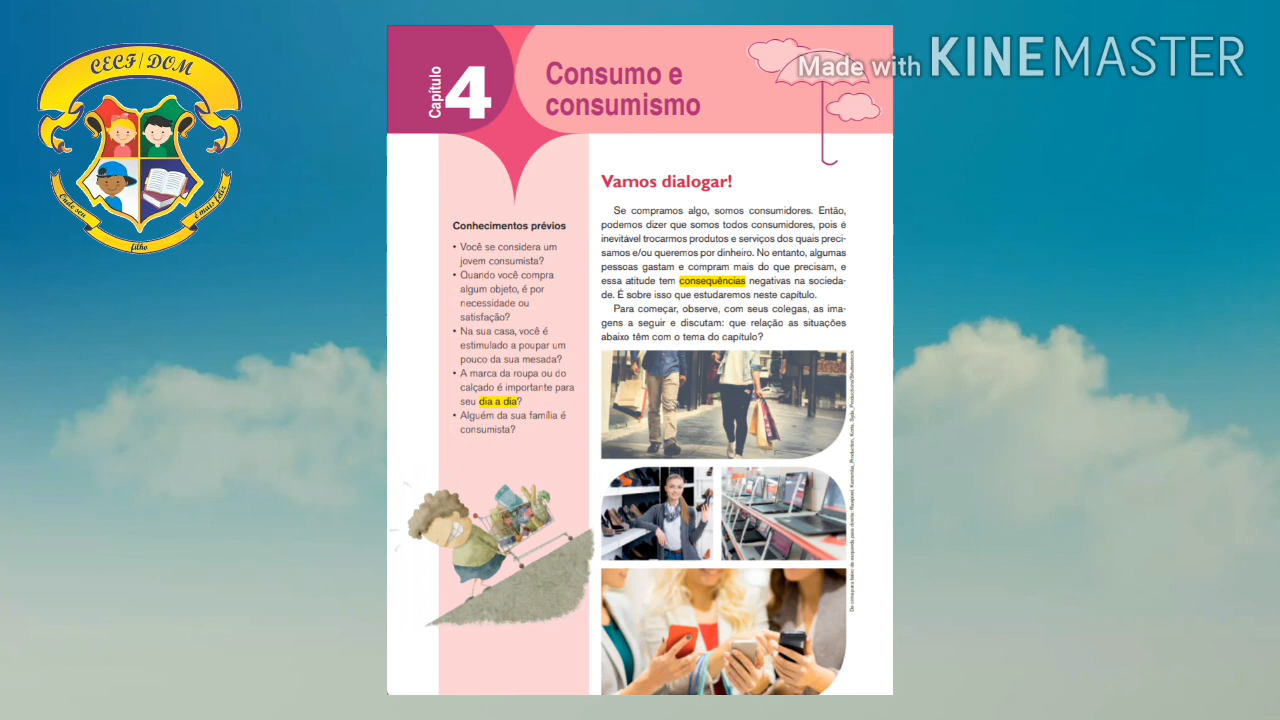 CECF/DOM
Onde seu
filho
é mais feliz
Made with KINEMASTER
Capítulo
4
Consumo e
consumismo
Conhecimentos prévios
• Você se considera um
jovem consumista?
• Quando você compra
algum objeto, é por
necessidade ou
satisfação?
• Na sua casa, você é
estimulado a poupar um
pouco da sua mesada?
• A marca da roupa ou do
calçado é importante para
seu dia a dia?
• Alguém da sua família é
consumista?
Vamos dialogar!
Se compramos algo, somos consumidores. Então,
podemos dizer que somos todos consumidores, pois é
inevitável trocarmos produtos e serviços dos quais preci-
samos e/ou queremos por dinheiro. No entanto, algumas
pessoas gastam e compram mais do que precisam, e
essa atitude tem consequências negativas na socieda-
de. É sobre isso que estudaremos neste capítulo.
Para começar, observe, com seus colegas, as ima-
gens a seguir e discutam: que relação as situações
abaixo têm com o tema do capítulo?